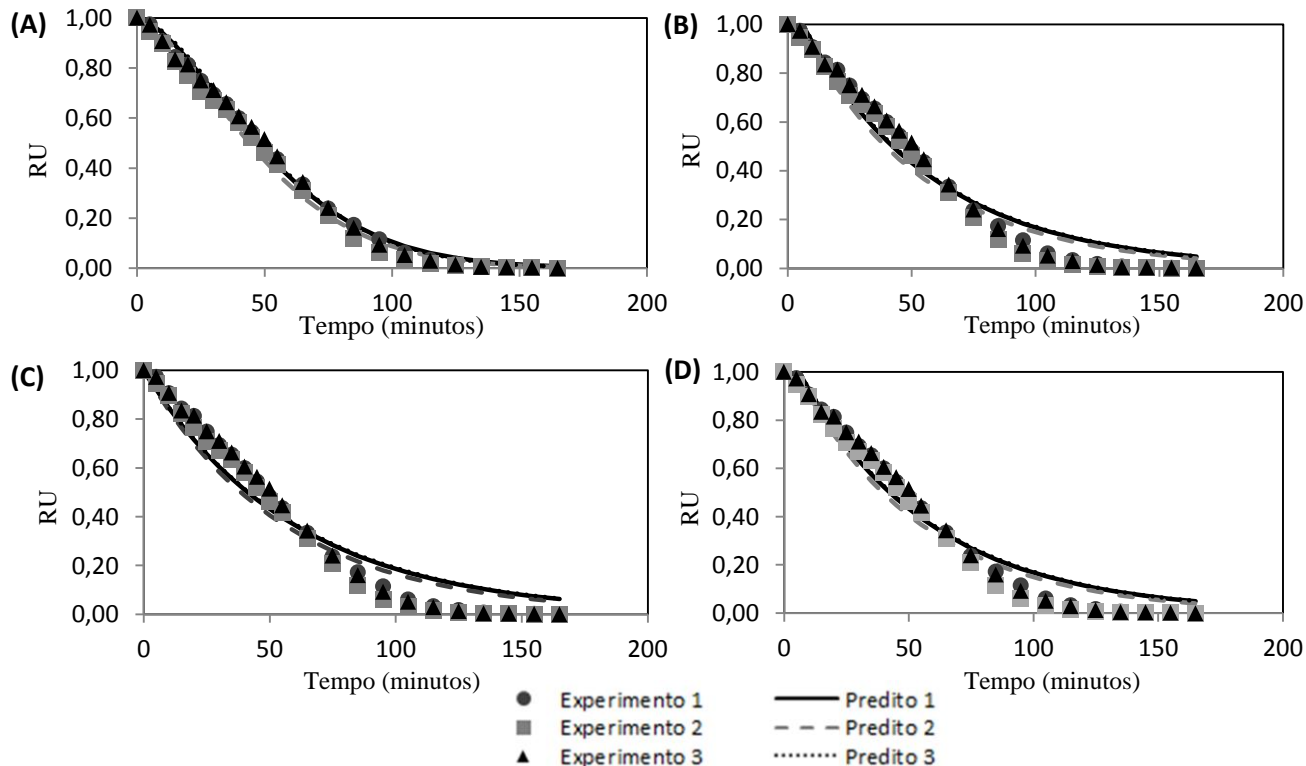 (A)
1,00
0,80
0,60
0,40
0,20
0,00
RU
0 50 100 150 200
Tempo (minutos)
(B)
1,00
0,80
0,60
0,40
0,20
0,00
RU
0 50 100 150 200
Tempo (minutos)
(C)
1,00
0,80
0,60
0,40
0,20
0,00
RU
0 50 100 150 200
Tempo (minutos)
(D)
1,00
0,80
0,60
0,40
0,20
0,00
RU
0 50 100 150 200
Tempo (minutos)
Experimento 1 Predito 1
Experimento 2 Predito 2
Experimento 3 Predito 3